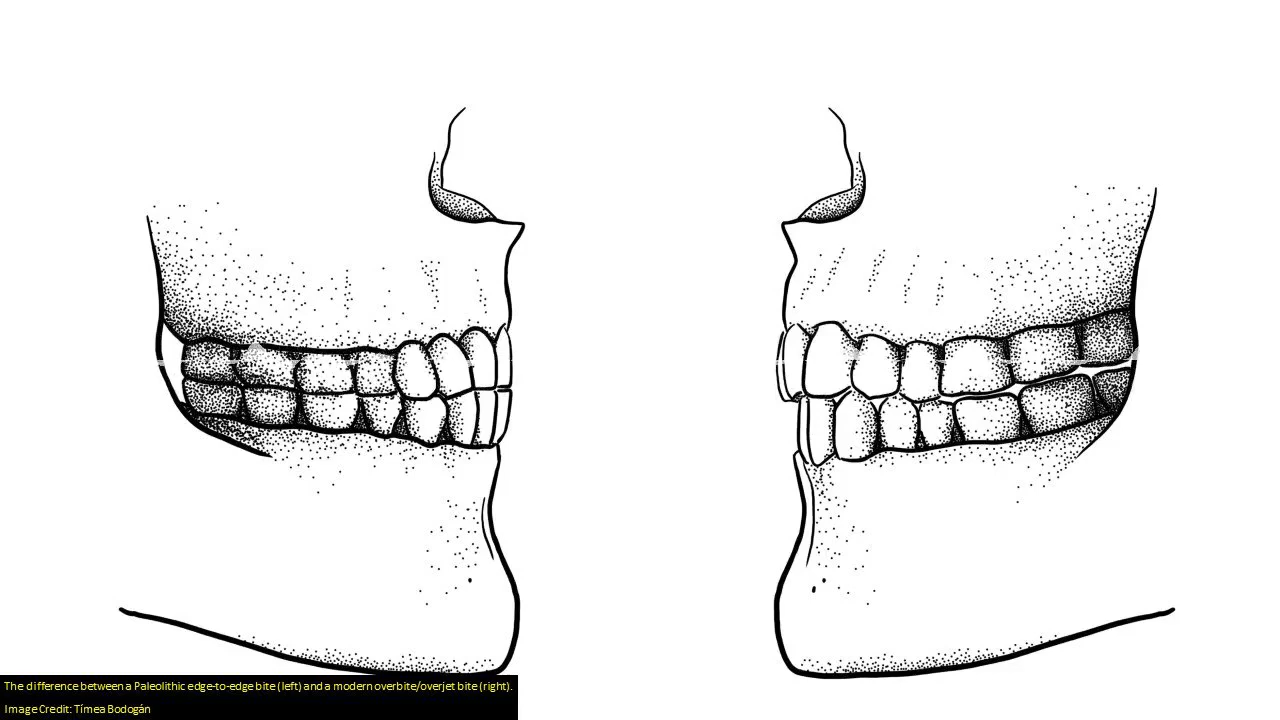 The difference between a Paleolithic edge-to-edge bite (left) and a modern overbite/overjet bite (right).
Image Credit: Tímea Bodogán